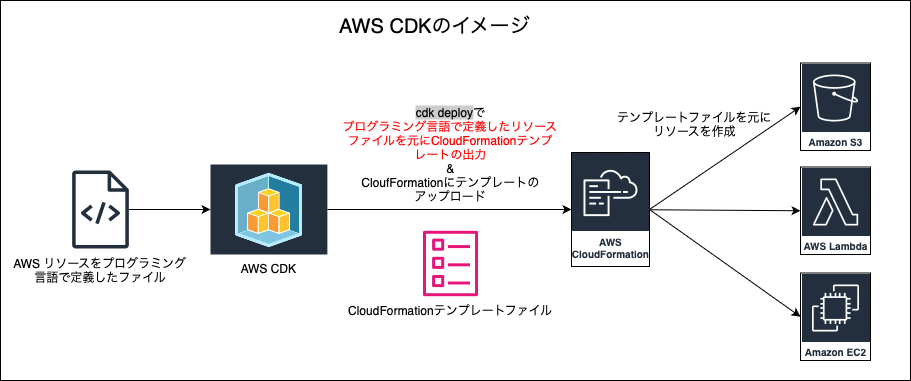 AWS CDKのイメージ
cdk deployで
プログラミング言語で定義したリソース
ファイルを元にCloudFormationテンプ
レートの出力
&
CloufFormationにテンプレートの
アップロード
テンプレートファイルを元に
リソースを作成
Amazon S3
AWS リソースをプログラミング
言語で定義したファイル
AWS CDK
AWS
CloudFormation
AWS Lambda
CloudFormationテンプレートファイル
Amazon EC2